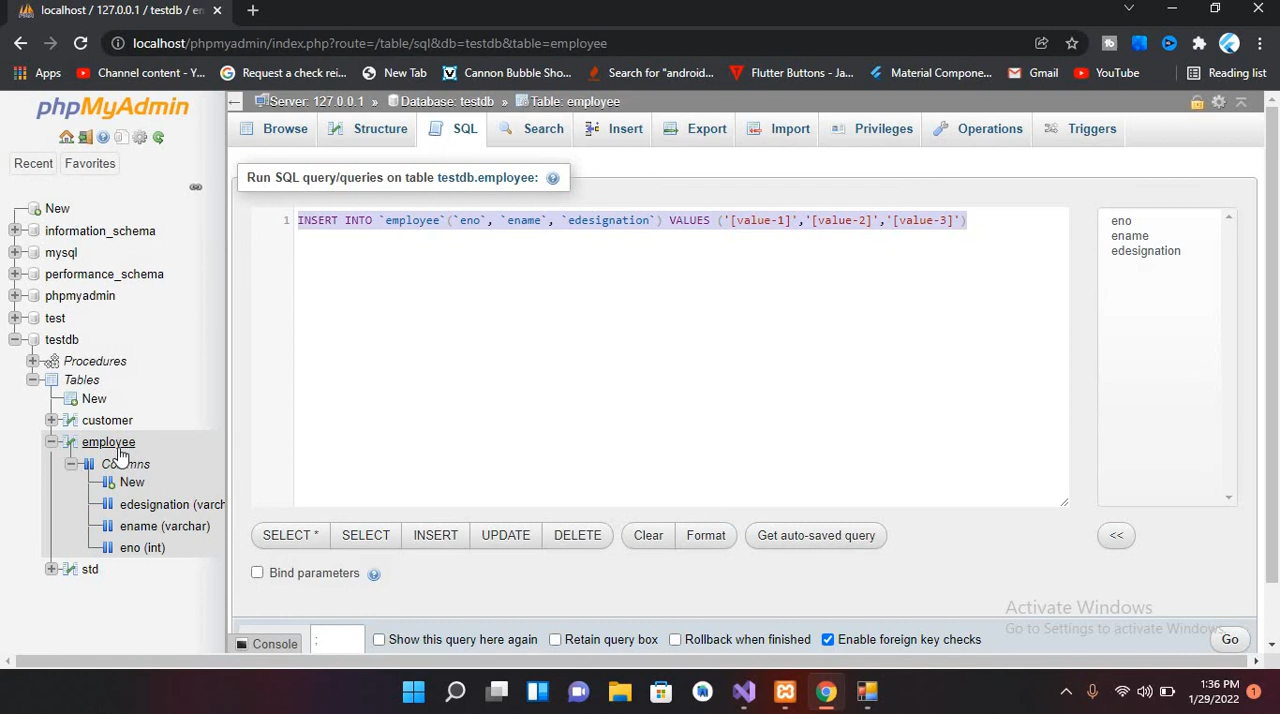 localhost / 127.0.0.1 / testdb / en
localhost/phpmyadmin/index.php?route=/table/sql&db=testdb&table=employee
Apps
Channel content - Y...
Request a check rei...
New Tab
Cannon Bubble Sho...
Search for "android...
Flutter Buttons - Ja...
Material Compone...
Gmail
YouTube
Reading list
phpMyAdmin
Recent
Favorites
New
information_schema
mysql
performance_schema
phpmyadmin
test
testdb
Procedures
Tables
New
customer
employee
Columns
New
edesignation (varch
ename (varchar)
eno (int)
std
Server: 127.0.0.1 » Database: testdb » Table: employee
Browse
Structure
SQL
Search
Insert
Export
Import
Privileges
Operations
Triggers
Run SQL query/queries on table testdb.employee:
1 INSERT INTO `employee`(`eno`, `ename`, `edesignation`) VALUES ('[value-1]','[value-2]','[value-3]')
eno
ename
edesignation
SELECT *
SELECT
INSERT
UPDATE
DELETE
Clear
Format
Get auto-saved query
<<
Bind parameters
Activate Windows
Go to Settings to activate Windows.
Console
;
Show this query here again
Retain query box
Rollback when finished
Enable foreign key checks
Go
1:36 PM
1/29/2022
1